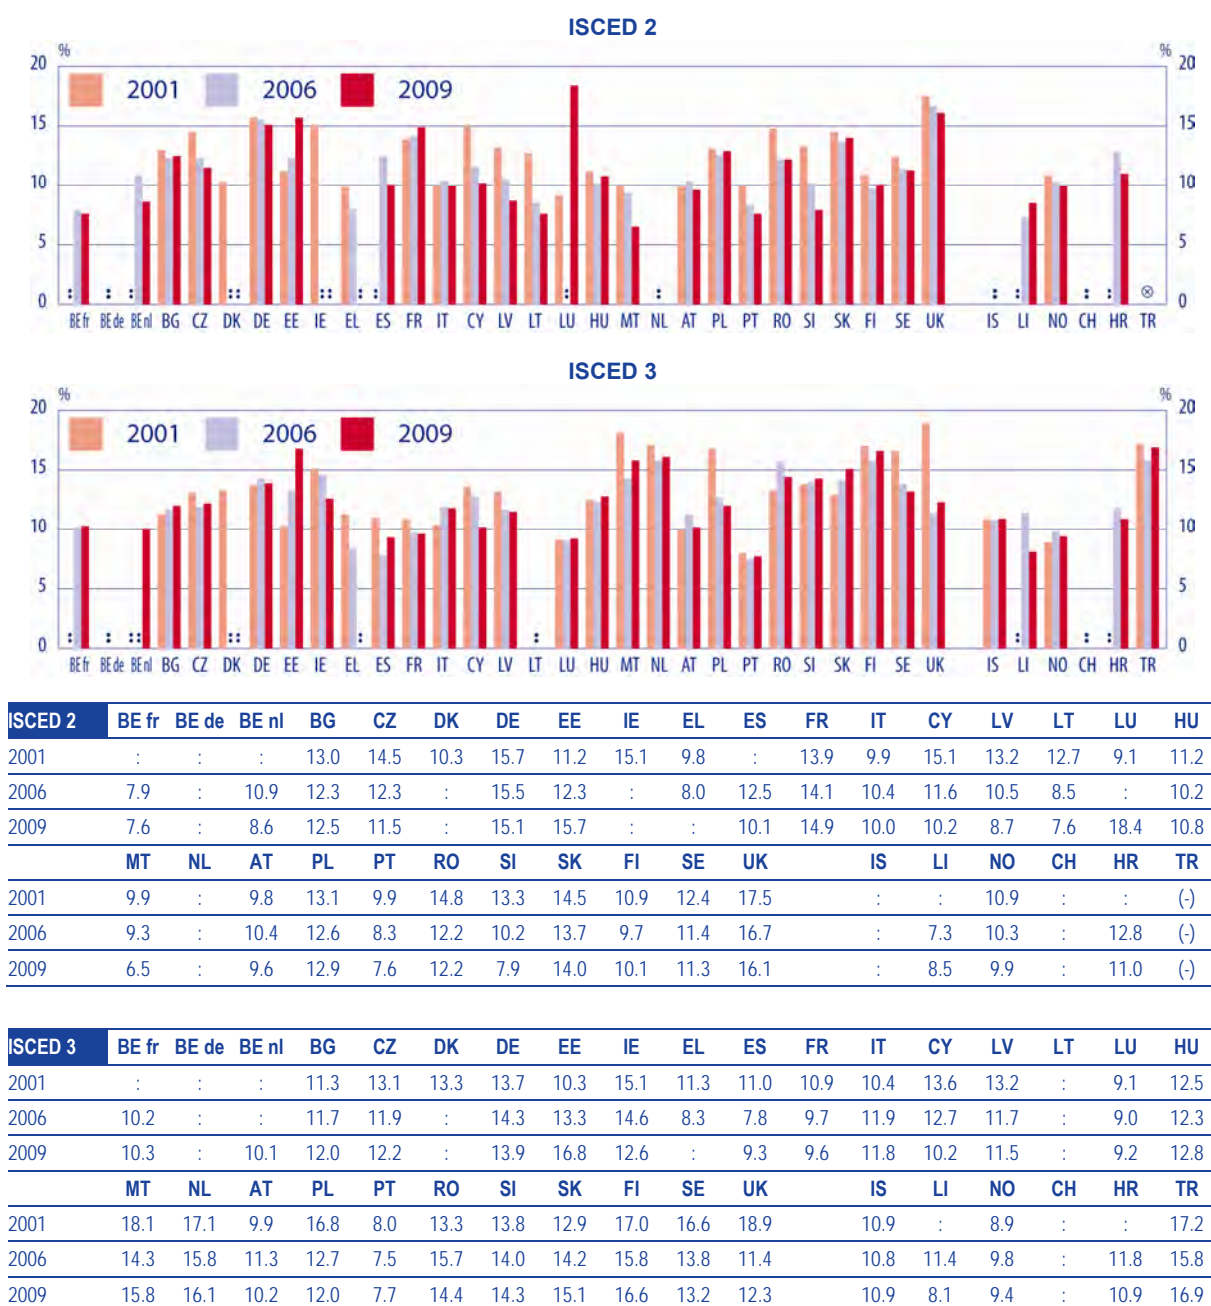 ISCED 2
% %
20 2001 2006 2009 20
15 15
10 10
5 5
0 : : : :: :: : : : : : : : ⊗ 0
BE fr BE de BE nl BG CZ DK DE EE IE EL ES FR IT CY LV LT LU HU MT NL AT PL PT RO SI SK FI SE UK IS LI NO CH HR TR
ISCED 3
% %
20 2001 2006 2009 20
15 15
10 10
5 5
0 : : :: :: : : : : : 0
BE fr BE de BE nl BG CZ DK DE EE IE EL ES FR IT CY LV LT LU HU MT NL AT PL PT RO SI SK FI SE UK IS LI NO CH HR TR
ISCED 2 BE fr BE de BE nl BG CZ DK DE EE IE EL ES FR IT CY LV LT LU HU
2001 : : : 13.0 14.5 10.3 15.7 11.2 15.1 9.8 : 13.9 9.9 15.1 13.2 12.7 9.1 11.2
2006 7.9 : 10.9 12.3 12.3 : 15.5 12.3 : 8.0 12.5 14.1 10.4 11.6 10.5 8.5 : 10.2
2009 7.6 : 8.6 12.5 11.5 : 15.1 15.7 : : 10.1 14.9 10.0 10.2 8.7 7.6 18.4 10.8
MT NL AT PL PT RO SI SK FI SE UK IS LI NO CH HR TR
2001 9.9 : 9.8 13.1 9.9 14.8 13.3 14.5 10.9 12.4 17.5 : : 10.9 : : (-)
2006 9.3 : 10.4 12.6 8.3 12.2 10.2 13.7 9.7 11.4 16.7 : 7.3 10.3 : 12.8 (-)
2009 6.5 : 9.6 12.9 7.6 12.2 7.9 14.0 10.1 11.3 16.1 : 8.5 9.9 : 11.0 (-)
ISCED 3 BE fr BE de BE nl BG CZ DK DE EE IE EL ES FR IT CY LV LT LU HU
2001 : : : 11.3 13.1 13.3 13.7 10.3 15.1 11.3 11.0 10.9 10.4 13.6 13.2 : 9.1 12.5
2006 10.2 : : 11.7 11.9 : 14.3 13.3 14.6 8.3 7.8 9.7 11.9 12.7 11.7 : 9.0 12.3
2009 10.3 : 10.1 12.0 12.2 : 13.9 16.8 12.6 : 9.3 9.6 11.8 10.2 11.5 : 9.2 12.8
MT NL AT PL PT RO SI SK FI SE UK IS LI NO CH HR TR
2001 18.1 17.1 9.9 16.8 8.0 13.3 13.8 12.9 17.0 16.6 18.9 10.9 : 8.9 : : 17.2
2006 14.3 15.8 11.3 12.7 7.5 15.7 14.0 14.2 15.8 13.8 11.4 10.8 11.4 9.8 : 11.8 15.8
2009 15.8 16.1 10.2 12.0 7.7 14.4 14.3 15.1 16.6 13.2 12.3 10.9 8.1 9.4 : 10.9 16.9